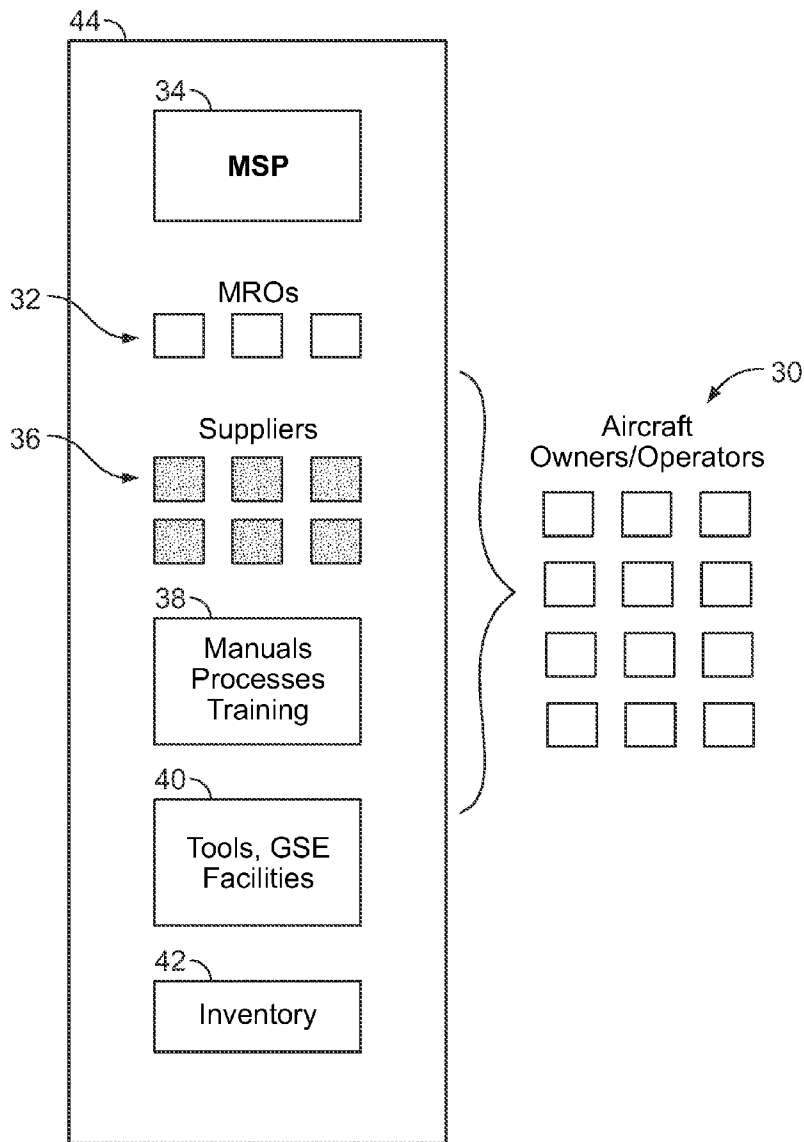 44
34
MSP
MROs
32
30
Aircraft
Owners/Operators
Suppliers
36
38
Manuals
Processes
Training
40
Tools, GSE
Facilities
42
Inventory